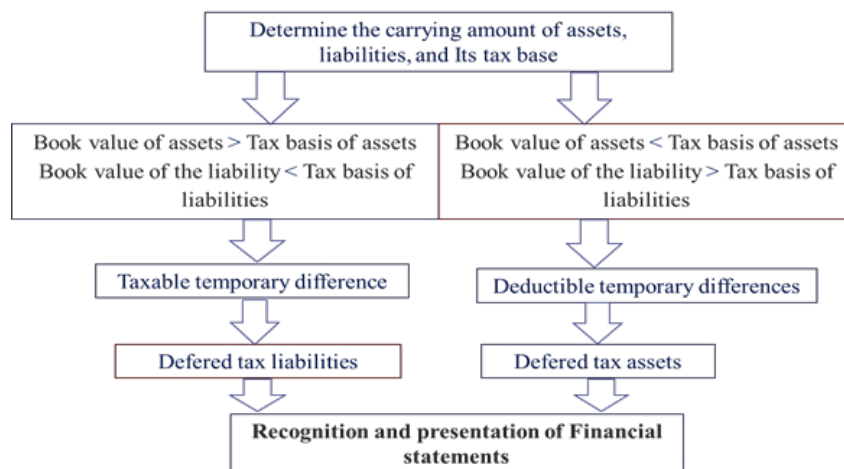 Determine the carrying amount of assets,
liabilities, and Its tax base
Book value of assets > Tax basis of assets
Book value of the liability < Tax basis of
liabilities
Book value of assets < Tax basis of assets
Book value of the liability > Tax basis of
liabilities
Taxable temporary difference
Deductible temporary differences
Defered tax liabilities
Defered tax assets
Recognition and presentation of Financial
statements